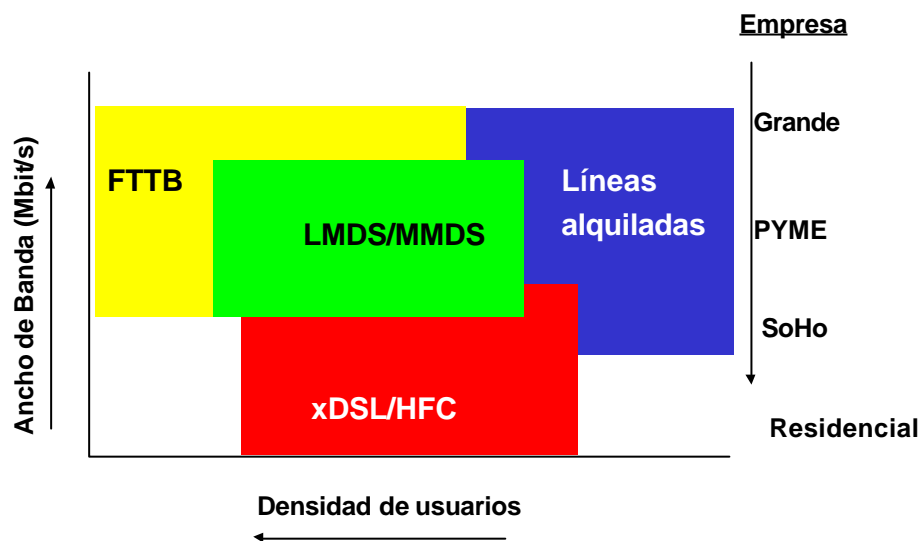 Empresa
Grande
FTTB
Líneas
alquiladas
LMDS/MMDS
PYME
SoHo
xDSL/HFC
Residencial
Ancho de Banda (Mbit/s)
Densidad de usuarios